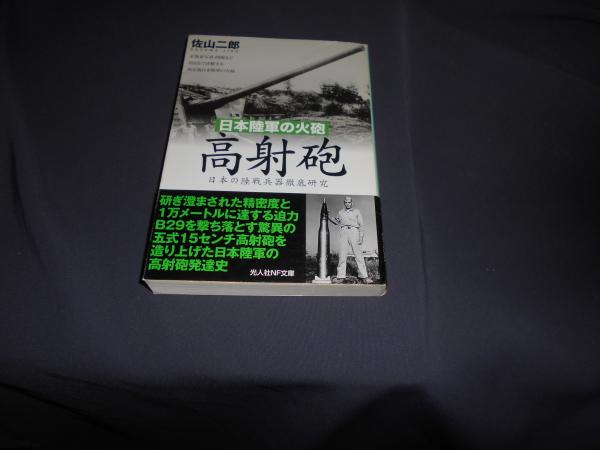 佐山二郎
SAYAMA JIRO
日本陸軍の火砲
高射砲
日本の陸戦兵器徹底研究
研ぎ澄まされた精密度と
1万メートルに達する迫力
B29を撃ち落とす驚異の
五式15センチ高射砲を
造り上げた日本陸軍の
高射砲発達史
光人社NF文庫